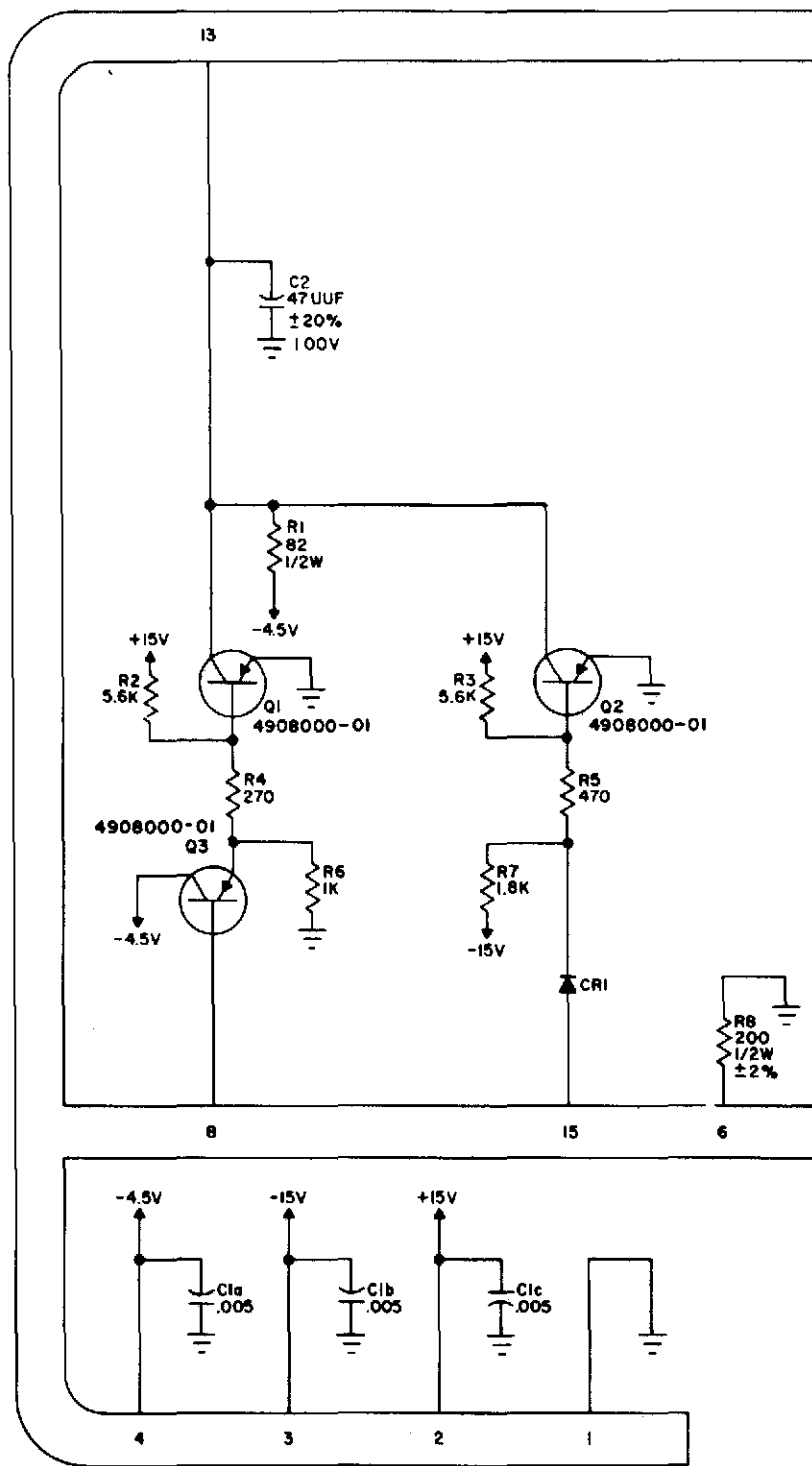 13
C2
47UUF
±20%
100V
R1
82
1/2W
-4.5V
+15V
R2
5.6K
Q1
4908000-01
+15V
R3
5.6K
Q2
4908000-01
R4
270
R5
470
4908000-01
Q3
-4.5V
R6
1K
R7
1.8K
-15V
CR1
R8
200
1/2W
±2%
8
15
6
-4.5V
-15V
+15V
C1a
.005
C1b
.005
C1c
.005
4
3
2
1